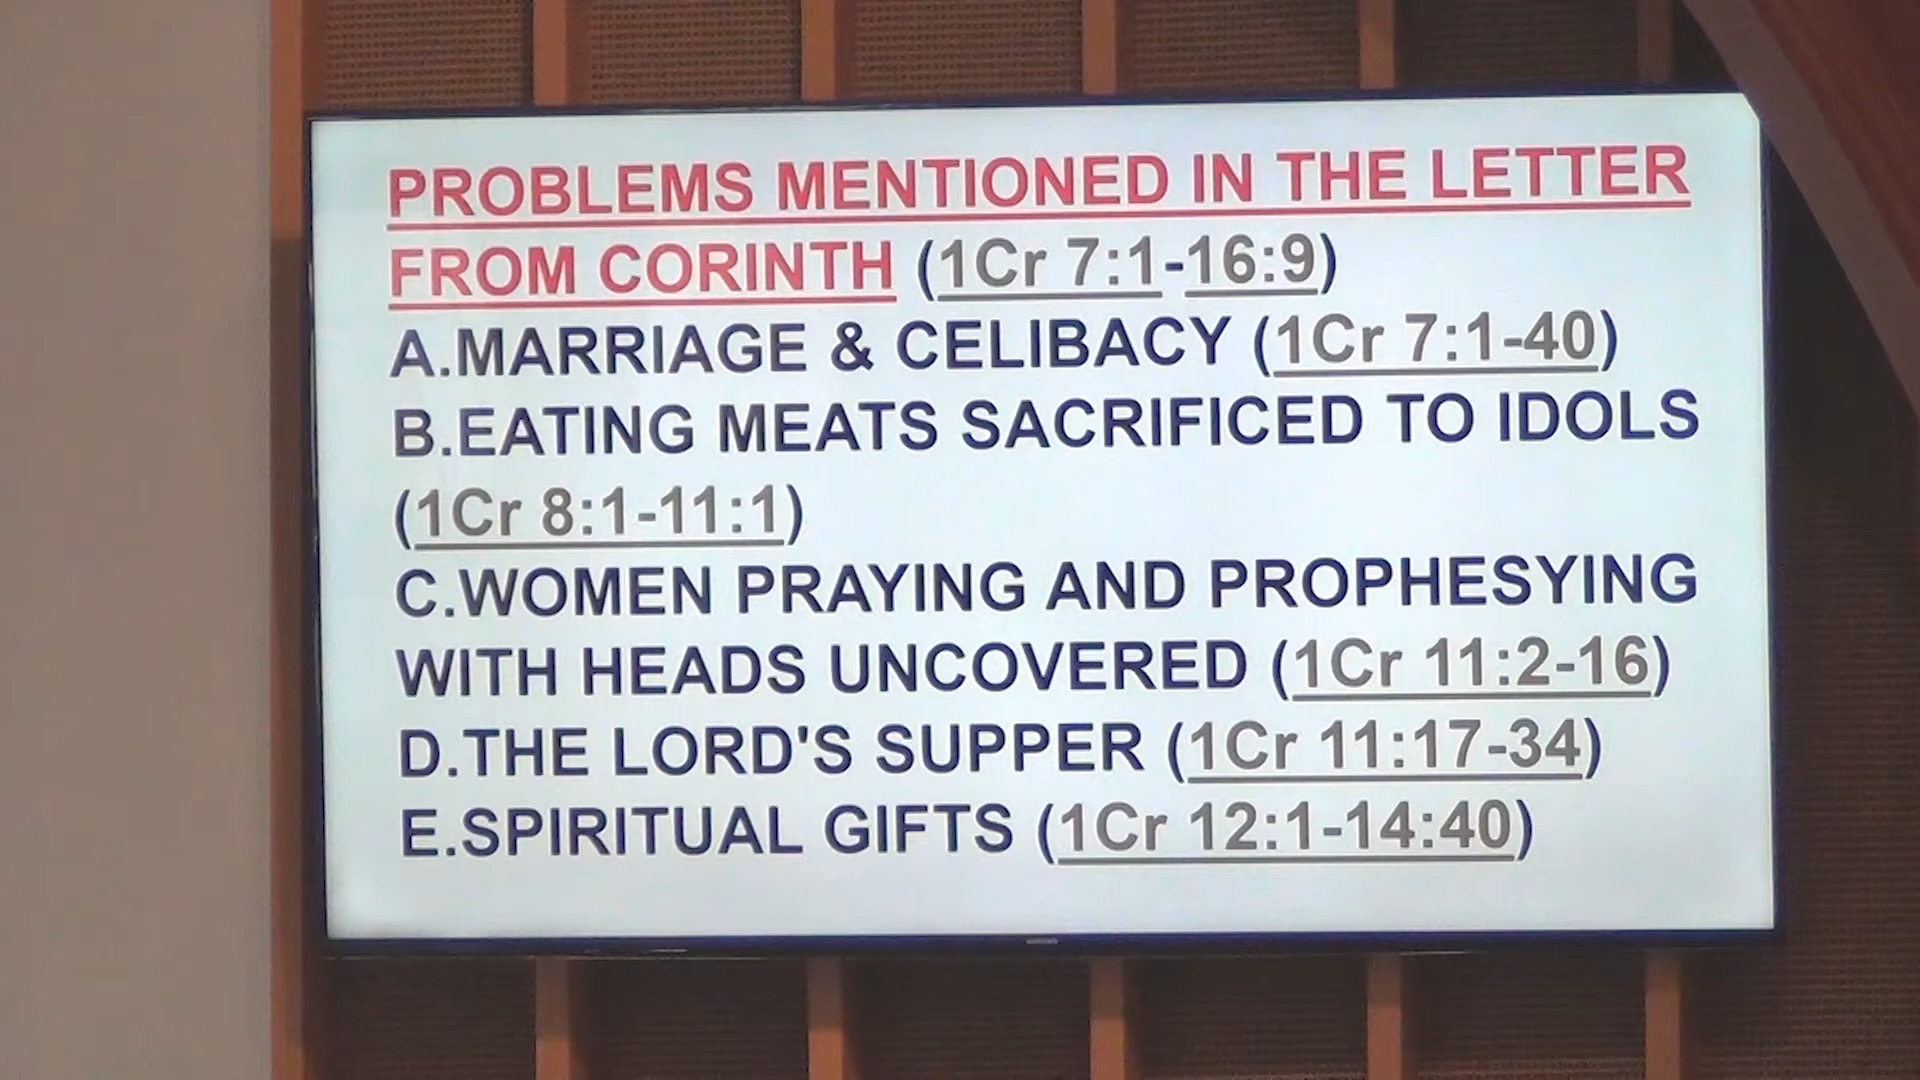 PROBLEMS MENTIONED IN THE LETTER
FROM CORINTH (1Cr 7:1-16:9)
A.MARRIAGE & CELIBACY (1Cr 7:1-40)
B.EATING MEATS SACRIFICED TO IDOLS
(1Cr 8:1-11:1)
C.WOMEN PRAYING AND PROPHESYING
WITH HEADS UNCOVERED (1Cr 11:2-16)
D.THE LORD'S SUPPER (1Cr 11:17-34)
E.SPIRITUAL GIFTS (1Cr 12:1-14:40)